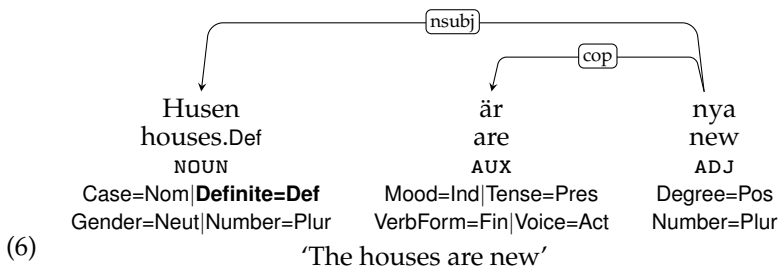 nsubj
cop
Husen är nya
houses.Def are new
NOUN AUX ADJ
Case=Nom|Definite=Def Mood=Ind|Tense=Pres Degree=Pos
Gender=Neut|Number=Plur VerbForm=Fin|Voice=Act Number=Plur
(6) ‘The houses are new’